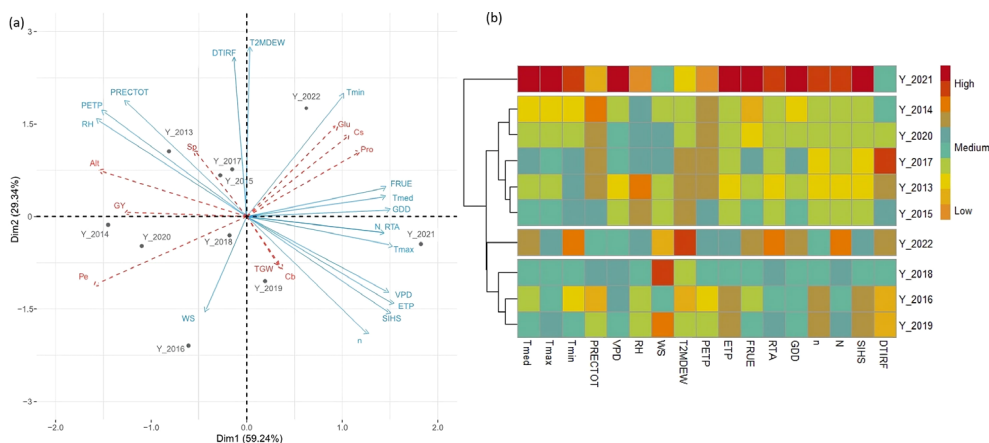 (a)
3
1.5
0
−1.5
−3
Dim2 (29.34%)
−2.0
−1.0
0.0
1.0
2.0
Dim1 (59.24%)
T2MDEW
DTIRF
PRECTOT
PETP
RH
Y_2022
Tmin
Glu
Cs
Pro
Y_2013
Sp
Y_2017
Y_2015
Alt
GY
FRUE
Tmed
GDD
N_RTA
Tmax
Y_2021
Y_2014
Y_2020
Y_2018
Pe
TGW
Cb
Y_2019
VPD
ETP
SIHS
n
WS
Y_2016
(b)
Y_2021
Y_2014
Y_2020
Y_2017
Y_2013
Y_2015
Y_2022
Y_2018
Y_2016
Y_2019
Tmed
Tmax
Tmin
PRECTOT
VPD
RH
WS
T2MDEW
PETP
ETP
FRUE
RTA
GDD
n
N
SIHS
DTIRF
High
Medium
Low